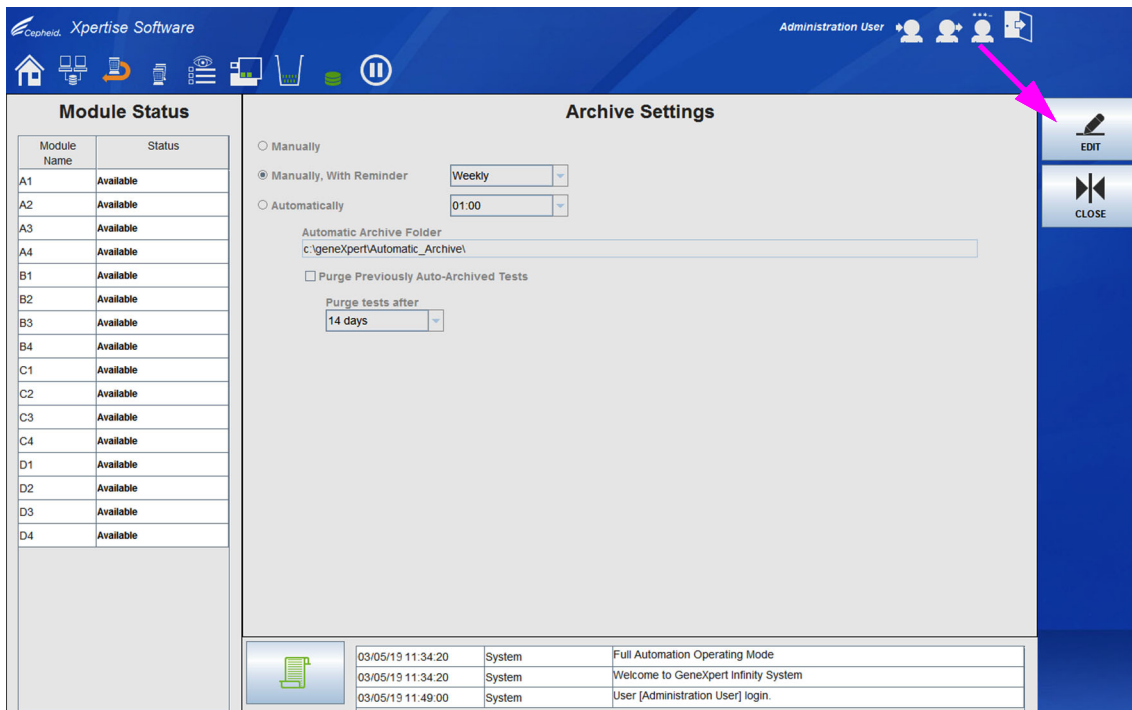 Cepheid. Xpertise Software
Administration User
Module Status
Module Name Status
A1 Available
A2 Available
A3 Available
A4 Available
B1 Available
B2 Available
B3 Available
B4 Available
C1 Available
C2 Available
C3 Available
C4 Available
D1 Available
D2 Available
D3 Available
D4 Available
Archive Settings
Manually
Manually, With Reminder Weekly
Automatically 01:00
Automatic Archive Folder
c:\geneXpert\Automatic_Archive\
Purge Previously Auto-Archived Tests
Purge tests after
14 days
EDIT
CLOSE
03/05/19 11:34:20 System Full Automation Operating Mode
03/05/19 11:34:20 System Welcome to GeneXpert Infinity System
03/05/19 11:49:00 System User [Administration User] login.